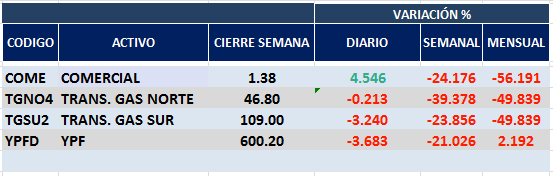 VARIACIÓN %
CODIGO ACTIVO CIERRE SEMANA DIARIO SEMANAL MENSUAL
COME COMERCIAL 1.38 4.546 -24.176 -56.191
TGNO4 TRANS. GAS NORTE 46.80 -0.213 -39.378 -49.839
TGSU2 TRANS. GAS SUR 109.00 -3.240 -23.856 -49.839
YPFD YPF 600.20 -3.683 -21.026 2.192